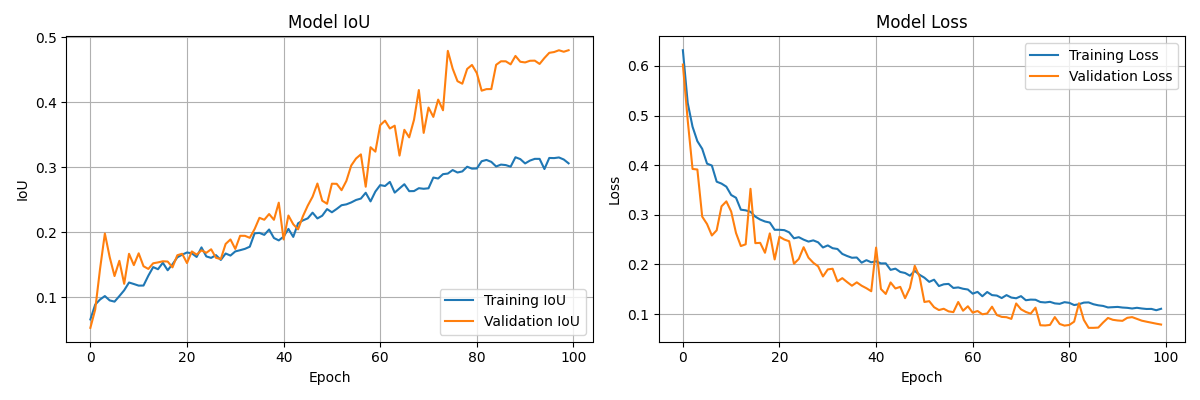 Model IoU
IoU
0.5
0.4
0.3
0.2
0.1
0 20 40 60 80 100
Epoch
Training IoU
Validation IoU
Model Loss
Loss
0.6
0.5
0.4
0.3
0.2
0.1
0 20 40 60 80 100
Epoch
Training Loss
Validation Loss